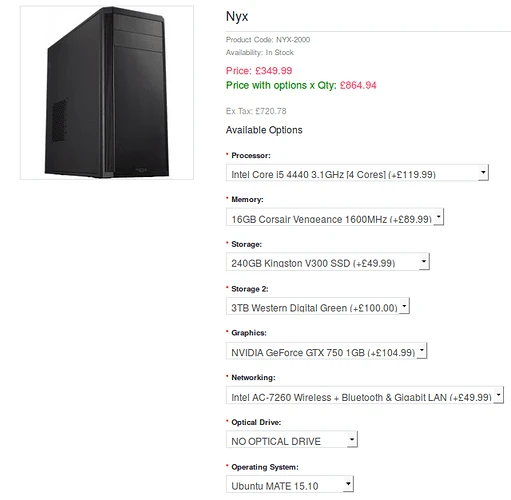 Nyx
Product Code: NYX-2000
Availability: In Stock
Price: £349.99
Price with options x Qty: £864.94
Ex Tax: £720.78
Available Options
* Processor:
Intel Core i5 4440 3.1GHz [4 Cores] (+£119.99)
* Memory:
16GB Corsair Vengeance 1600MHz (+£89.99)
* Storage:
240GB Kingston V300 SSD (+£49.99)
* Storage 2:
3TB Western Digital Green (+£100.00)
* Graphics:
NVIDIA GeForce GTX 750 1GB (+£104.99)
* Networking:
Intel AC-7260 Wireless + Bluetooth & Gigabit LAN (+£49.99)
* Optical Drive:
NO OPTICAL DRIVE
* Operating System:
Ubuntu MATE 15.10